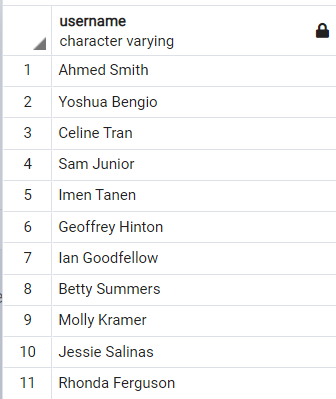 username
character varying
1 Ahmed Smith
2 Yoshua Bengio
3 Celine Tran
4 Sam Junior
5 Imen Tanen
6 Geoffrey Hinton
7 Ian Goodfellow
8 Betty Summers
9 Molly Kramer
10 Jessie Salinas
11 Rhonda Ferguson